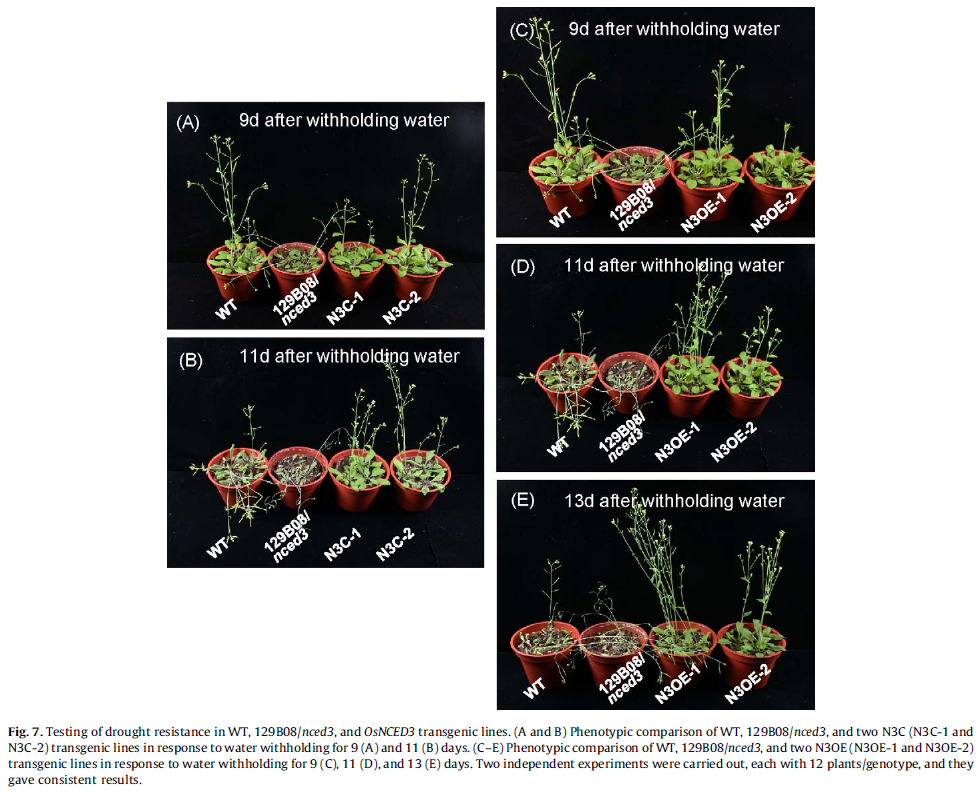 (A) 9d after withholding water
WT
129B08/
nced3
N3C-1
N3C-2
(B) 11d after withholding water
WT
129B08/
nced3
N3C-1
N3C-2
(C) 9d after withholding water
WT
129B08/
nced3
N3OE-1
N3OE-2
(D) 11d after withholding water
WT
129B08/
nced3
N3OE-1
N3OE-2
(E) 13d after withholding water
WT
129B08/
nced3
N3OE-1
N3OE-2
Fig. 7. Testing of drought resistance in WT, 129B08/nced3, and OsNCED3 transgenic lines. (A and B) Phenotypic comparison of WT, 129B08/nced3, and two N3C (N3C-1 and
N3C-2) transgenic lines in response to water withholding for 9 (A) and 11 (B) days. (C–E) Phenotypic comparison of WT, 129B08/nced3, and two N3OE (N3OE-1 and N3OE-2)
transgenic lines in response to water withholding for 9 (C), 11 (D), and 13 (E) days. Two independent experiments were carried out, each with 12 plants/genotype, and they
gave consistent results.